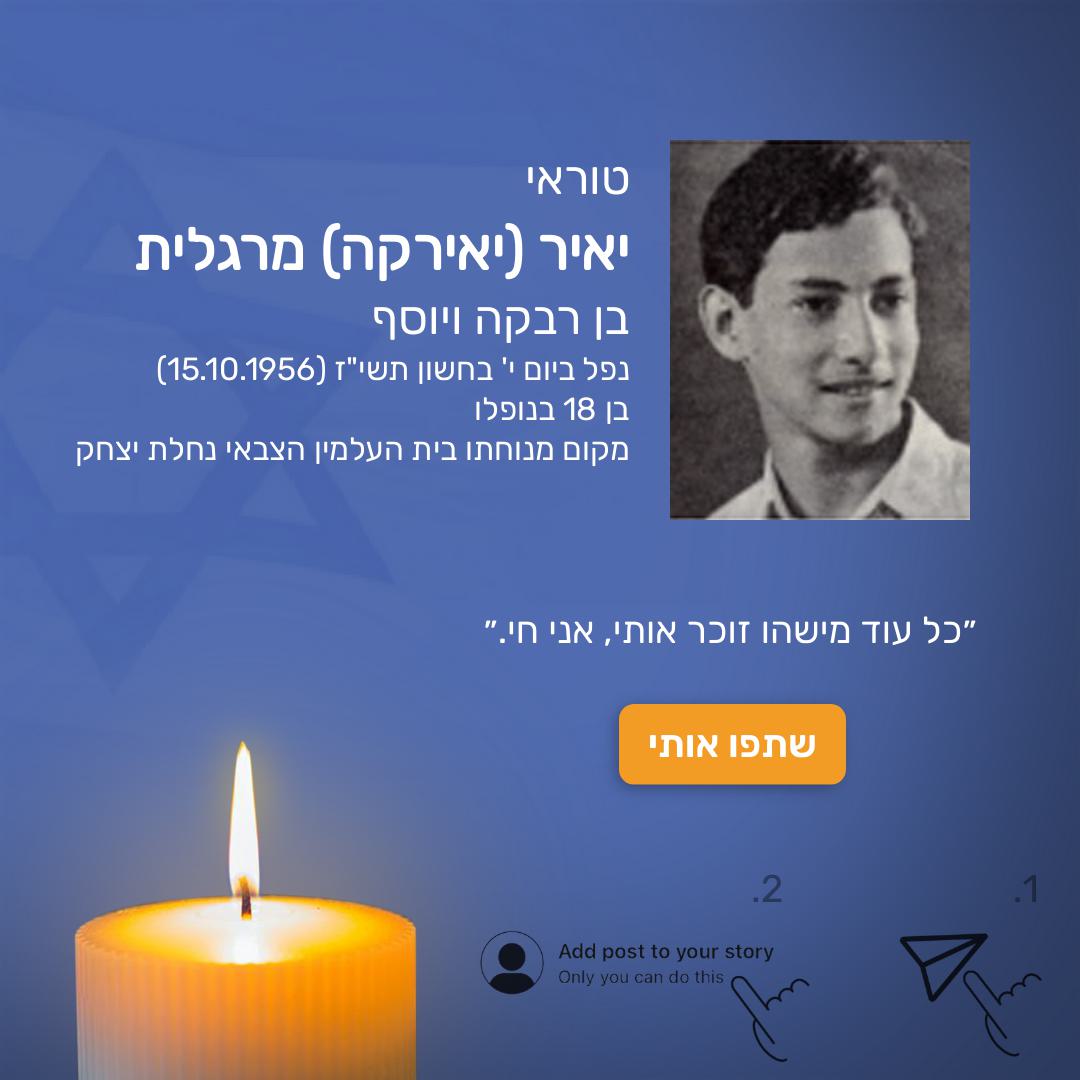 טוראי
יאיר (יאירקה) מרגלית
בן רבקה ויוסף
נפל ביום י' בחשון תשי"ז (15.10.1956)
בן 18 בנופלו
מקום מנוחתו בית העלמין הצבאי נחלת יצחק
״כל עוד מישהו זוכר אותי, אני חי.״
שתפו אותי
1.
2.
Add post to your story
Only you can do this